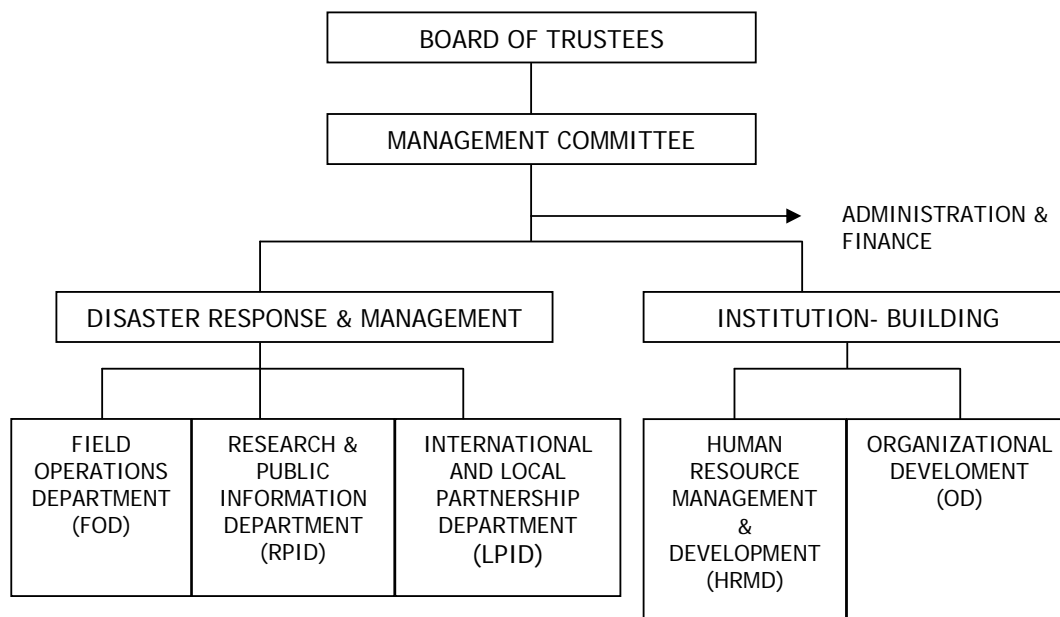 BOARD OF TRUSTEES
MANAGEMENT COMMITTEE
ADMINISTRATION &
FINANCE
DISASTER RESPONSE & MANAGEMENT
INSTITUTION- BUILDING
FIELD
OPERATIONS
DEPARTMENT
(FOD)
RESEARCH &
PUBLIC
INFORMATION
DEPARTMENT
(RPID)
INTERNATIONAL
AND LOCAL
PARTNERSHIP
DEPARTMENT
(LPID)
HUMAN
RESOURCE
MANAGEMENT
&
DEVELOPMENT
(HRMD)
ORGANIZATIONAL
DEVELOMENT
(OD)